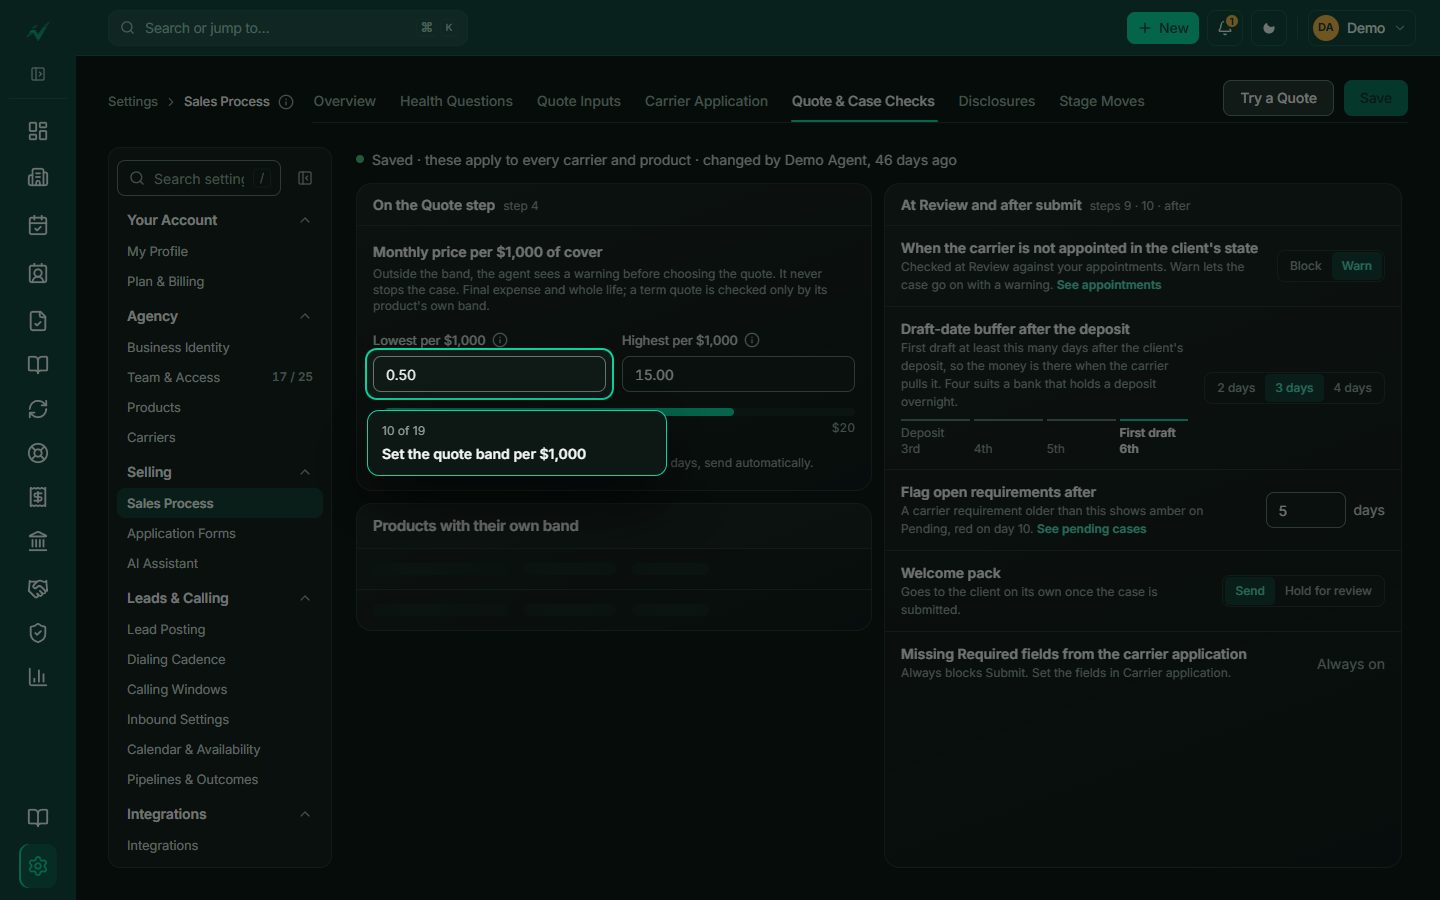 Search or jump to...
⌘ K
New
1
DA
Demo
Settings
Sales Process
Overview
Health Questions
Quote Inputs
Carrier Application
Quote & Case Checks
Disclosures
Stage Moves
Try a Quote
Save
Search setting
/
Your Account
My Profile
Plan & Billing
Agency
Business Identity
Team & Access
17 / 25
Products
Carriers
Selling
Sales Process
Application Forms
AI Assistant
Leads & Calling
Lead Posting
Dialing Cadence
Calling Windows
Inbound Settings
Calendar & Availability
Pipelines & Outcomes
Integrations
Integrations
Saved · these apply to every carrier and product · changed by Demo Agent, 46 days ago
On the Quote step step 4
Monthly price per $1,000 of cover
Outside the band, the agent sees a warning before choosing the quote. It never
stops the case. Final expense and whole life; a term quote is checked only by its
product's own band.
Lowest per $1,000
Highest per $1,000
0.50
15.00
$20
10 of 19
Set the quote band per $1,000
days, send automatically.
Products with their own band
At Review and after submit steps 9 · 10 · after
When the carrier is not appointed in the client's state
Checked at Review against your appointments. Warn lets the
case go on with a warning. See appointments
Block
Warn
Draft-date buffer after the deposit
First draft at least this many days after the client's
deposit, so the money is there when the carrier
pulls it. Four suits a bank that holds a deposit
overnight.
2 days
3 days
4 days
Deposit
3rd
4th
5th
First draft
6th
Flag open requirements after
A carrier requirement older than this shows amber on
Pending, red on day 10. See pending cases
5
days
Welcome pack
Goes to the client on its own once the case is
submitted.
Send
Hold for review
Missing Required fields from the carrier application
Always blocks Submit. Set the fields in Carrier application.
Always on